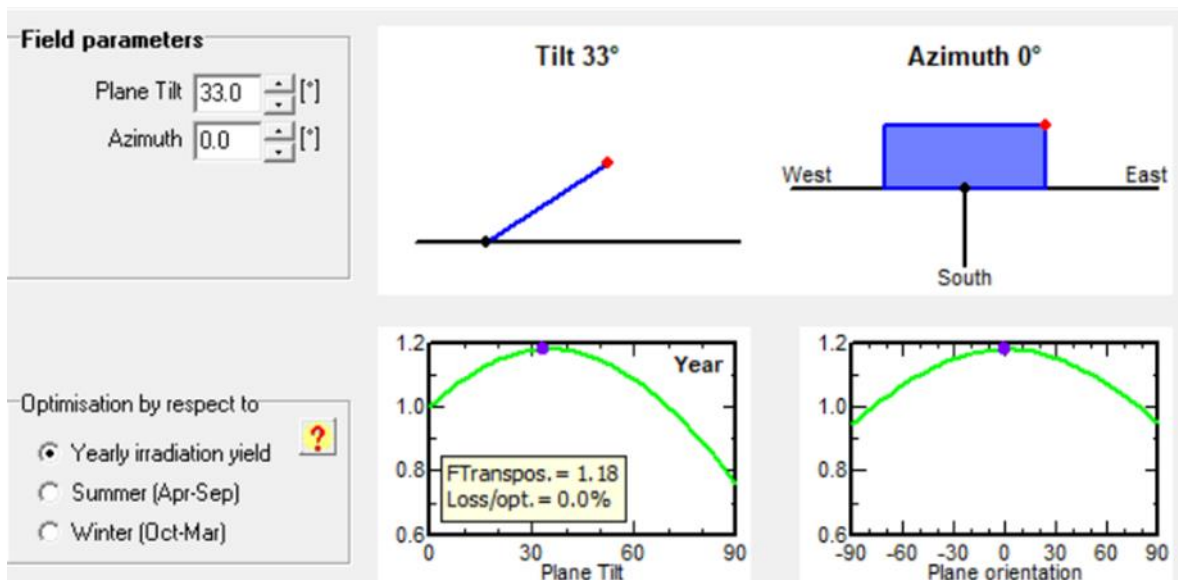 Field parameters
Plane Tilt 33.0 [°]
Azimuth 0.0 [°]
Tilt 33°
Azimuth 0°
West
East
South
Optimisation by respect to
?
Yearly irradiation yield
Summer (Apr-Sep)
Winter (Oct-Mar)
1.2
1.0
0.8
0.6
Year
FTranspos. = 1.18
Loss/opt. = 0.0%
0 30 60 90
Plane Tilt
1.2
1.0
0.8
0.6
-90 -60 -30 0 30 60 90
Plane orientation